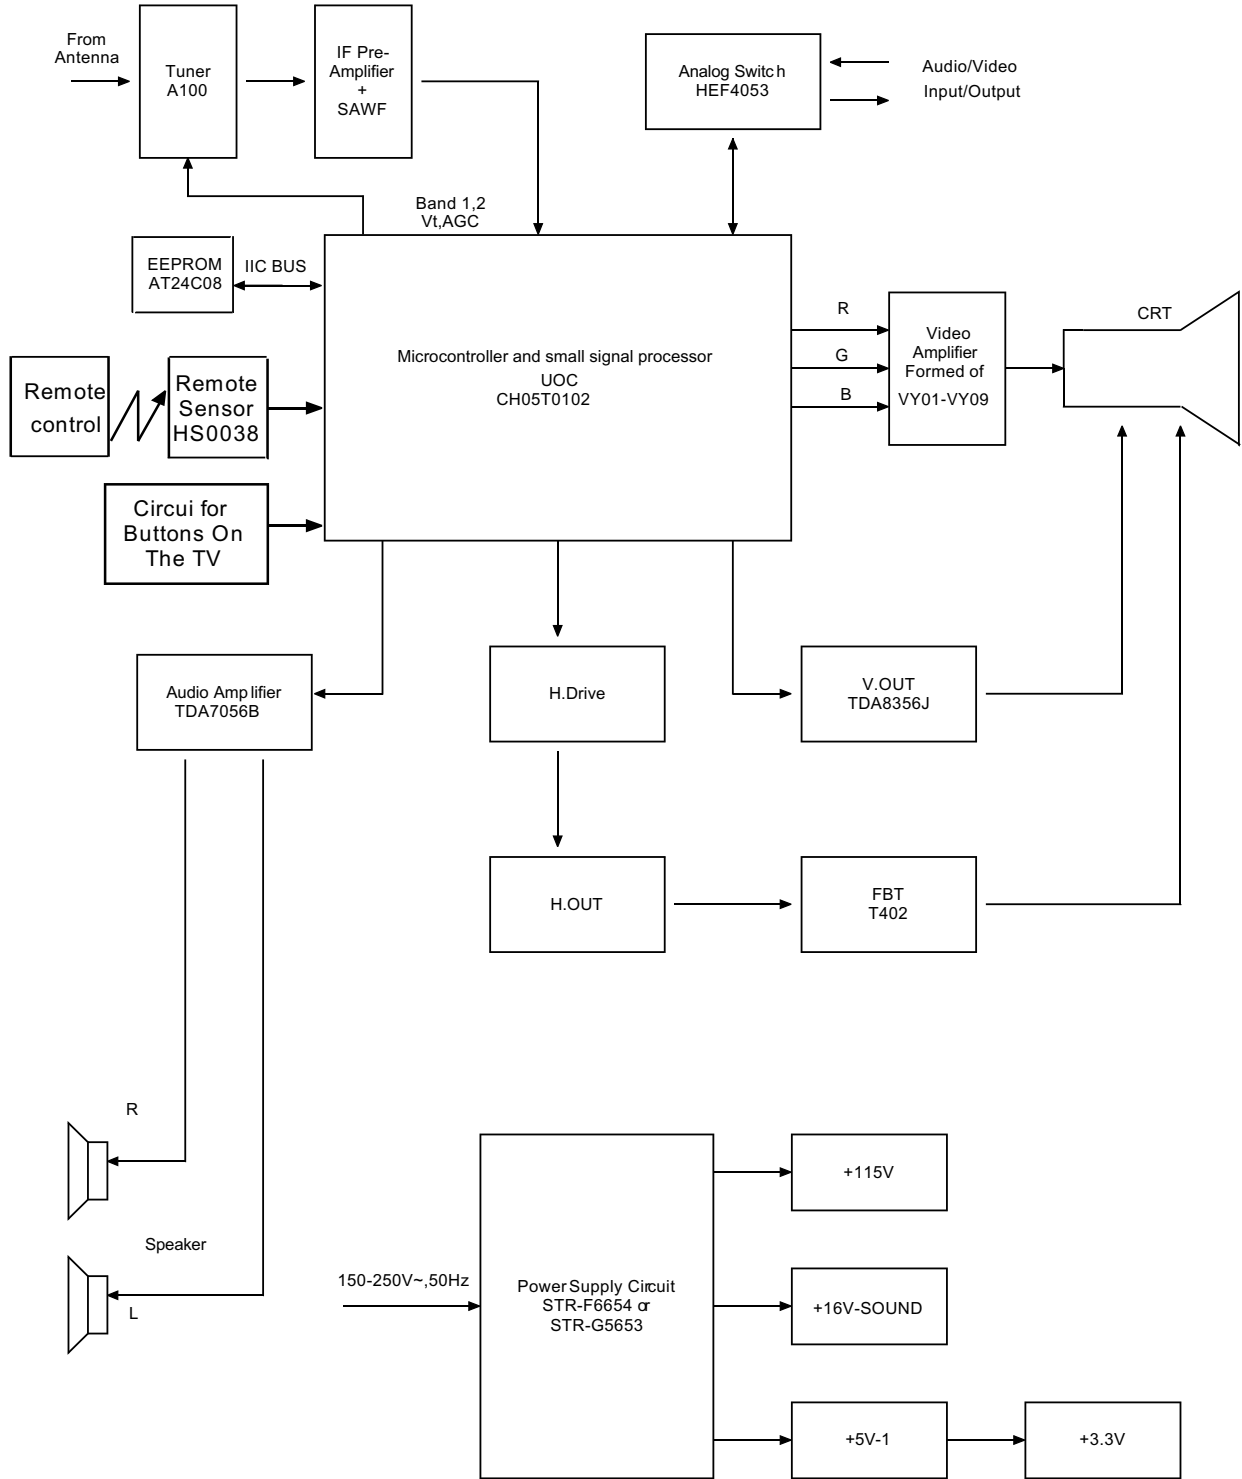 From
Antenna
Tuner
A100
IF Pre-
Amplifier
+
SAWF
Analog Switch
HEF4053
Audio/Video
Input/Output
Band 1,2
Vt,AGC
EEPROM
AT24C08
IIC BUS
Remote
control
Remote
Sensor
HS0038
Circui for
Buttons On
The TV
Microcontroller and small signal processor
UOC
CH05T0102
R
G
B
Video
Amplifier
Formed of
VY01-VY09
CRT
Audio Amplifier
TDA7056B
H.Drive
V.OUT
TDA8356J
H.OUT
FBT
T402
R
Speaker
L
150-250V~,50Hz
Power Supply Circuit
STR-F6654 or
STR-G5653
+115V
+16V-SOUND
+5V-1
+3.3V